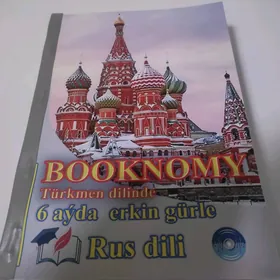 BOOKNOMY
Türkmen dilinde
6 aýda erkin gürle
Rus dili